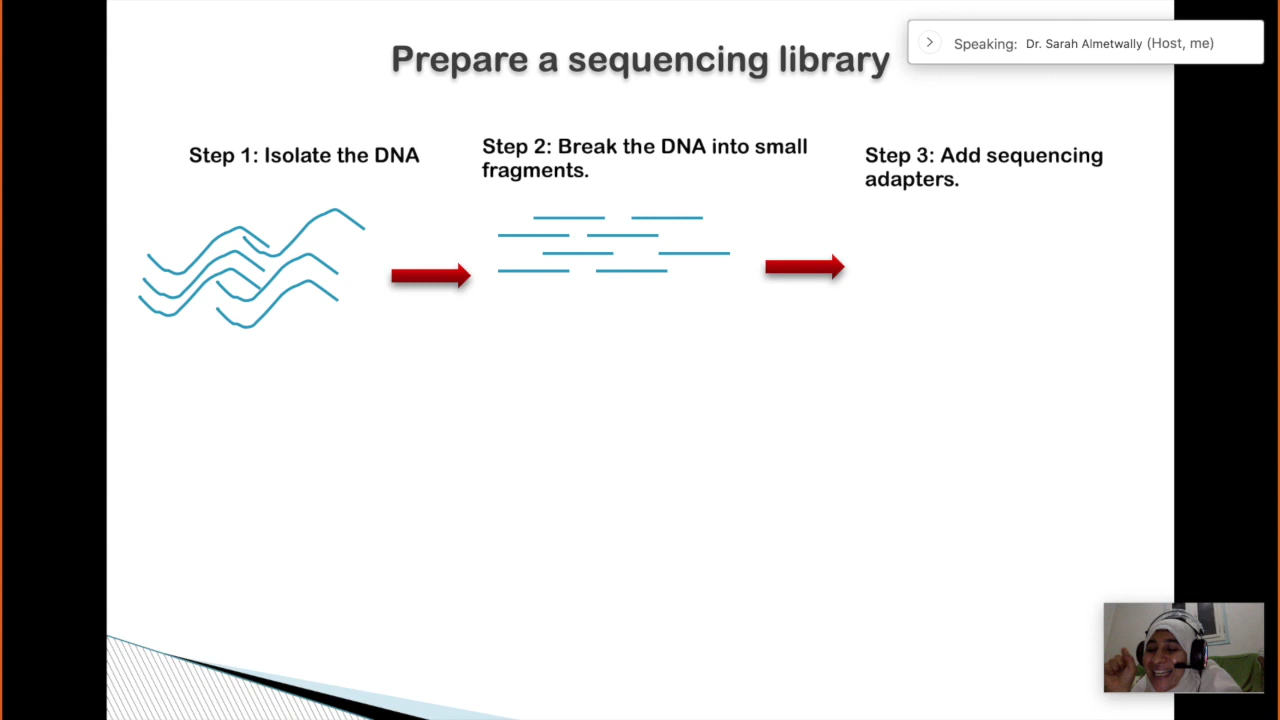 Prepare a sequencing library
Speaking: Dr. Sarah Almetwally (Host, me)
Step 1: Isolate the DNA
Step 2: Break the DNA into small
fragments.
Step 3: Add sequencing
adapters.